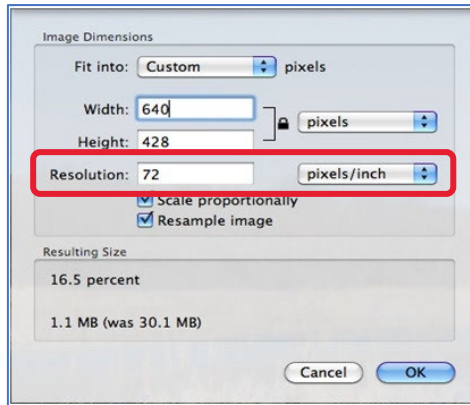 Image Dimensions
Fit into: Custom pixels
Width: 640
pixels
Height: 428
Resolution: 72 pixels/inch
Scale proportionally
Resample image
Resulting Size
16.5 percent
1.1 MB (was 30.1 MB)
Cancel OK